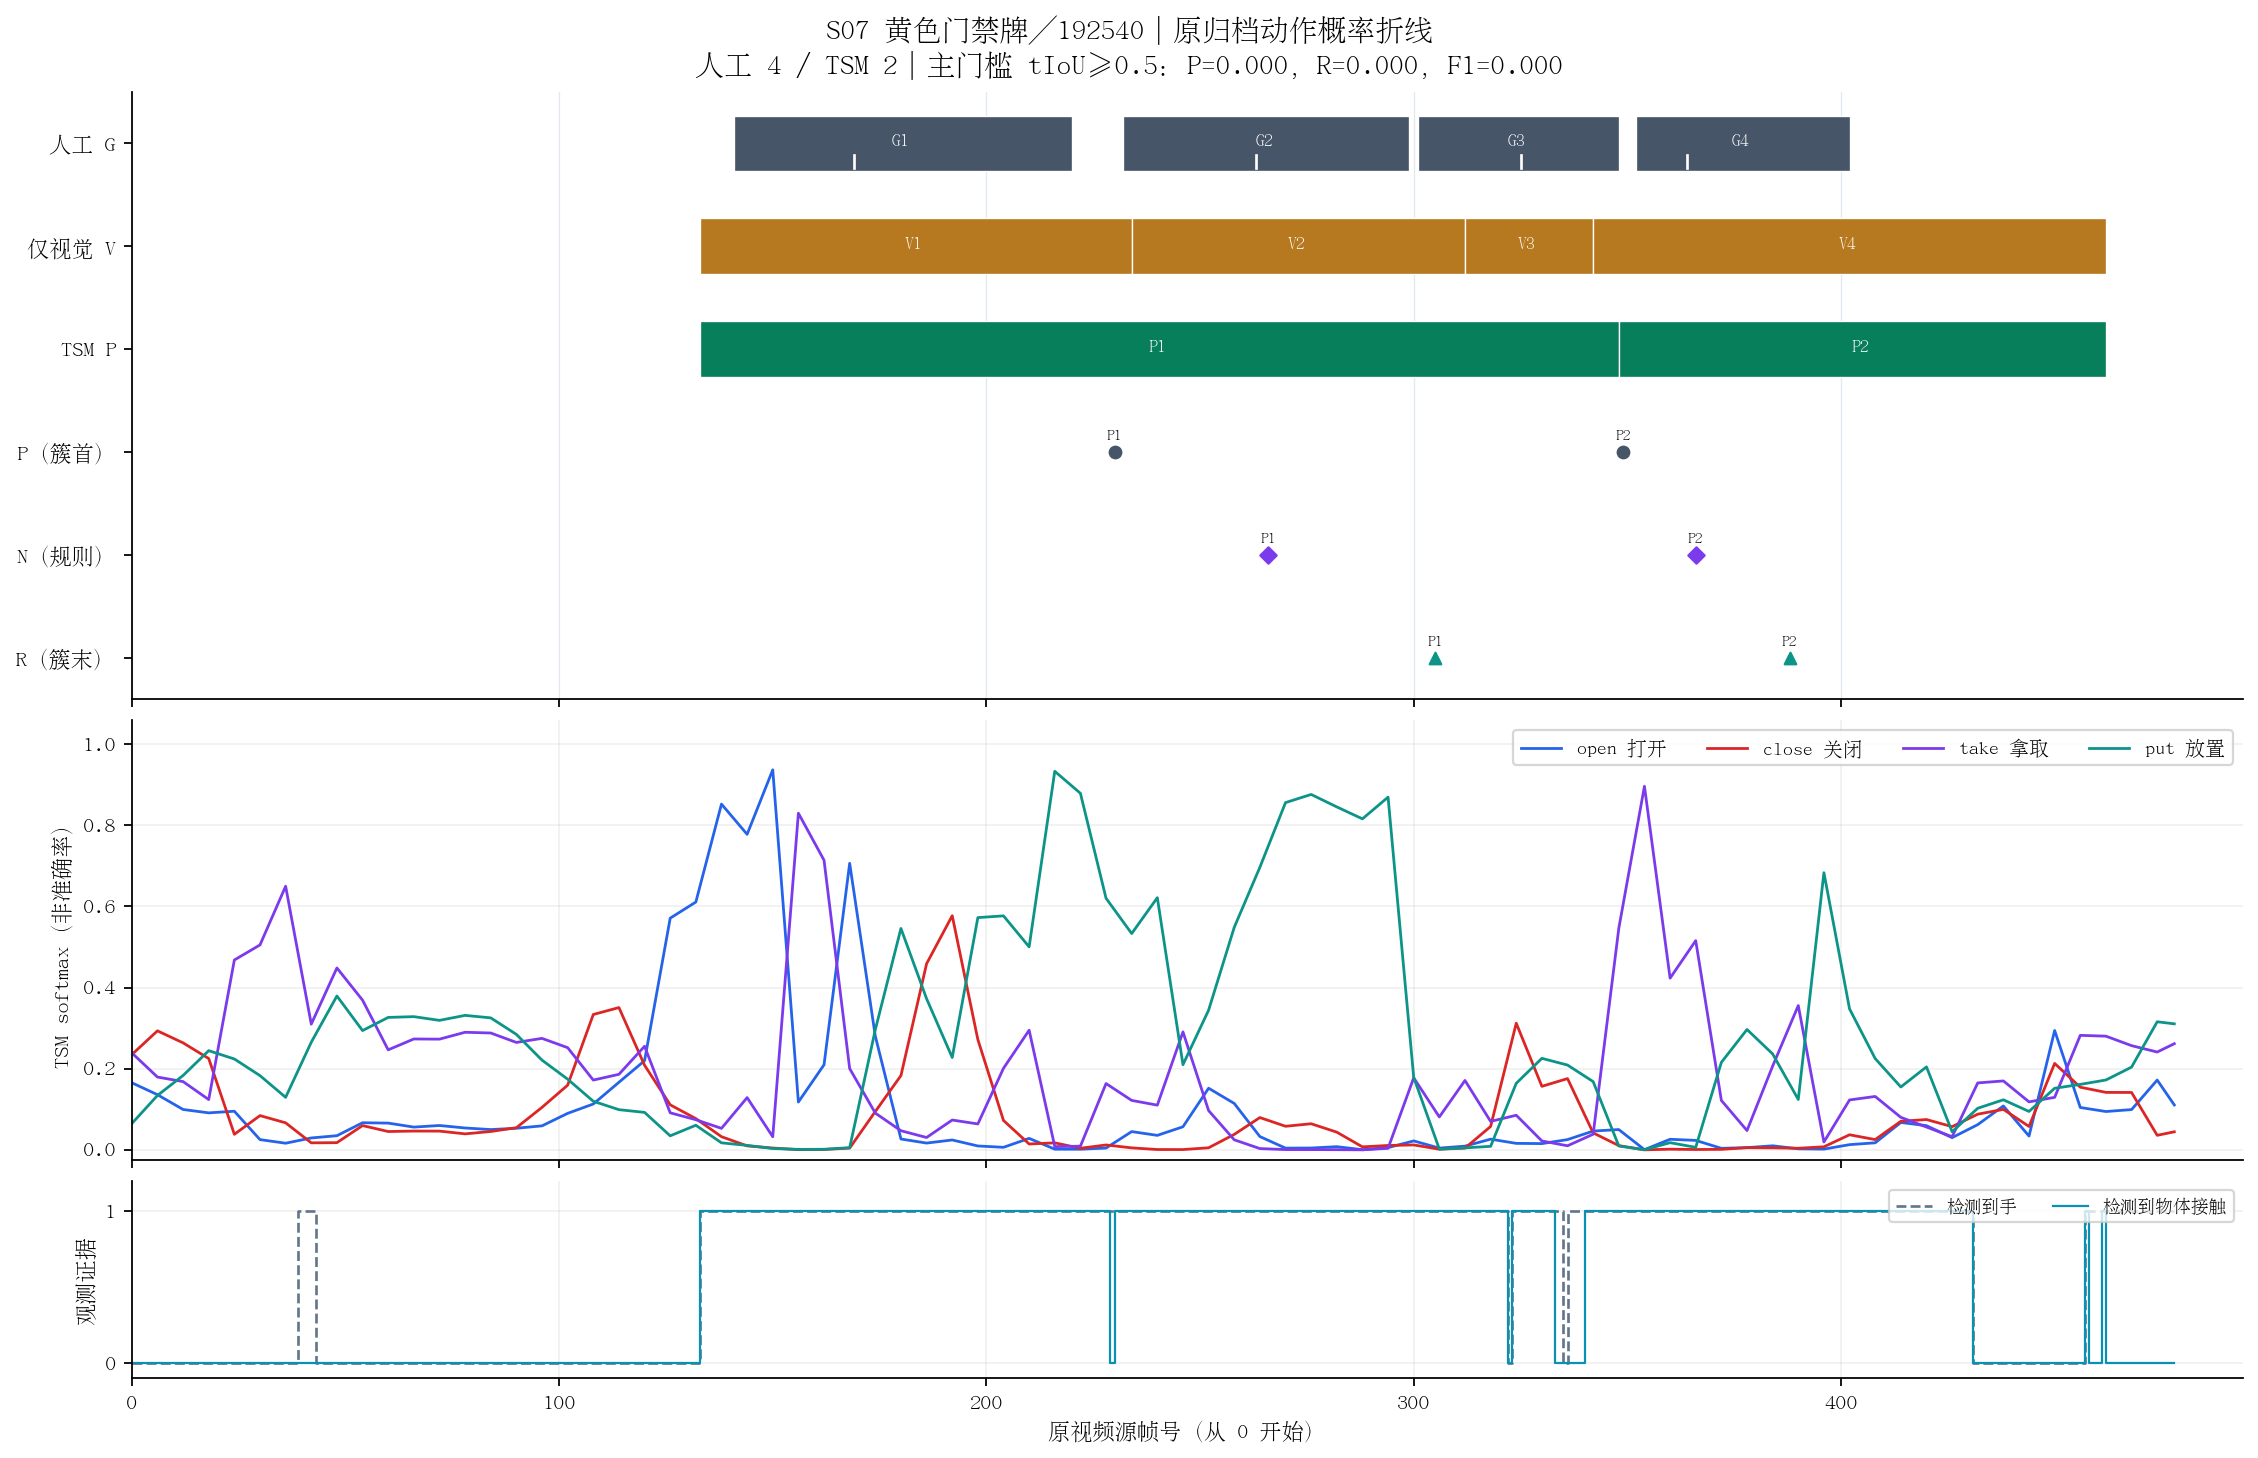 S07 黄色门禁牌／192540｜原归档动作概率折线
人工 4 / TSM 2｜主门槛 tIoU≥0.5: P=0.000, R=0.000, F1=0.000
人工 G
G1
G2
G3
G4
仅视觉 V
V1
V2
V3
V4
TSM P
P1
P2
P（簇首）
P1
P2
N（规则）
P1
P2
R（簇末）
P1
P2
TSM softmax（非准确率）
1.0
0.8
0.6
0.4
0.2
0.0
open 打开
close 关闭
take 拿取
put 放置
观测证据
1
0
检测到手
检测到物体接触
0
100
200
300
400
原视频源帧号（从 0 开始）